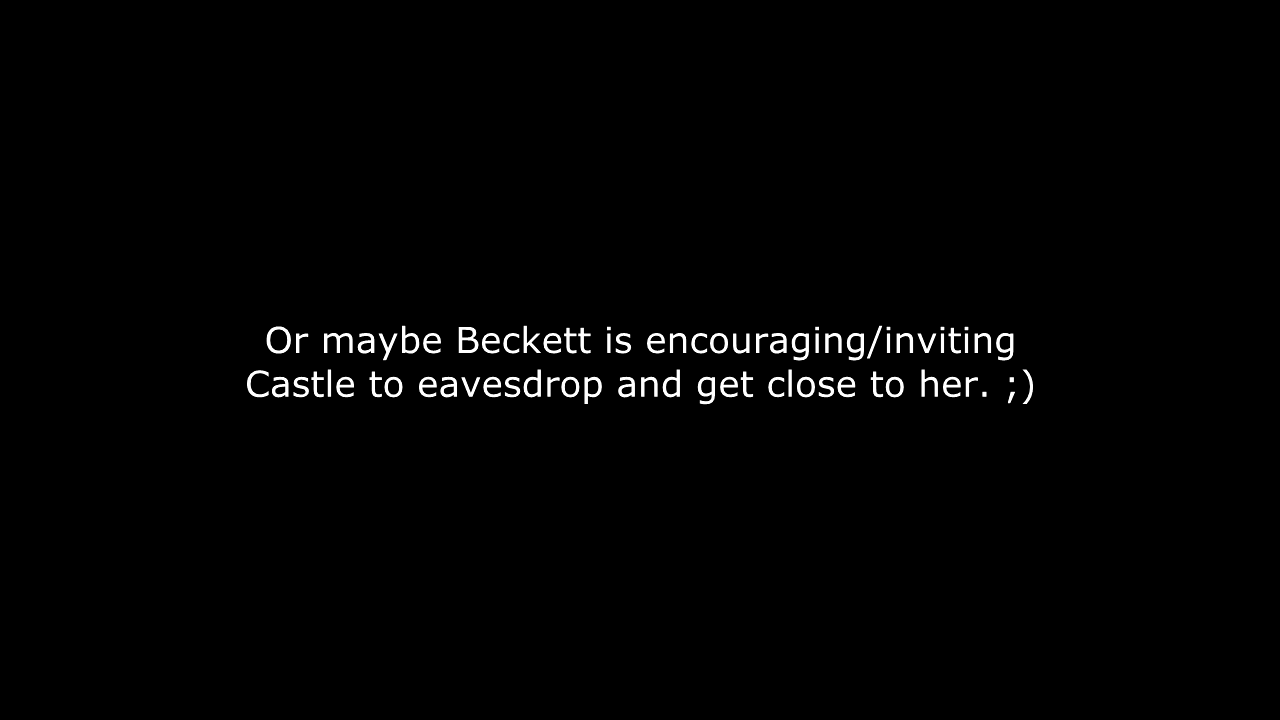 Or maybe Beckett is encouraging/inviting
Castle to eavesdrop and get close to her. ;)